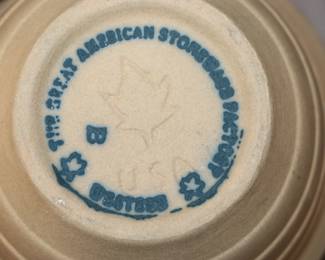 THE GREAT AMERICAN STONEWARE FACTORY
B
USA